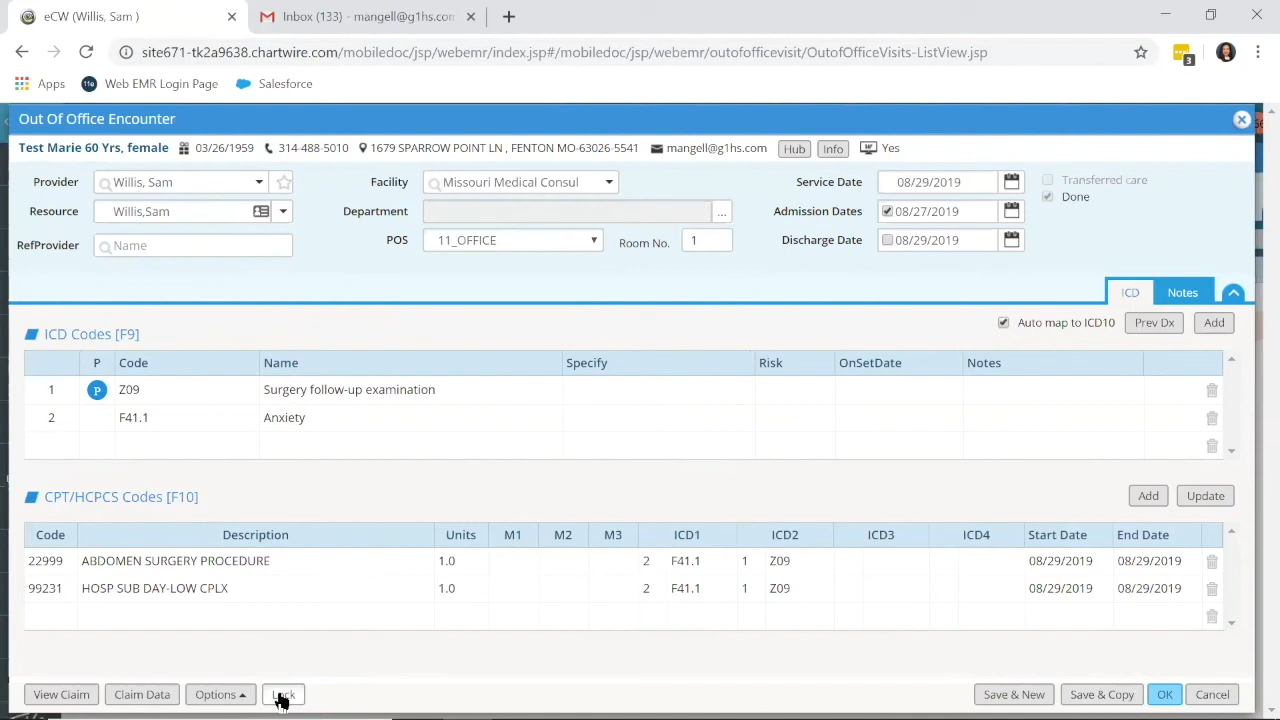 eCW (Willis, Sam )
Inbox (133) - mangell@g1hs.com
site671-tk2a9638.chartwire.com/mobiledoc/jsp/webemr/index.jsp#/mobiledoc/jsp/webemr/outofofficevisit/OutofOfficeVisits-ListView.jsp
3
Apps 11e Web EMR Login Page Salesforce
Out Of Office Encounter
Test Marie 60 Yrs, female 03/26/1959 314-488-5010 1679 SPARROW POINT LN , FENTON MO-63026-5541 mangell@g1hs.com Hub Info W Yes
Provider Willis, Sam Facility Missouri Medical Consul Service Date 08/29/2019 Transferred care
Resource Willis,Sam Department ... Admission Dates 08/27/2019 Done
RefProvider Name POS 11_OFFICE Room No. 1 Discharge Date 08/29/2019
ICD Notes
ICD Codes [F9] Auto map to ICD10 Prev Dx Add
P Code Name Specify Risk OnSetDate Notes
1 P Z09 Surgery follow-up examination
2 F41.1 Anxiety
CPT/HCPCS Codes [F10] Add Update
Code Description Units M1 M2 M3 ICD1 ICD2 ICD3 ICD4 Start Date End Date
22999 ABDOMEN SURGERY PROCEDURE 1.0 2 F41.1 1 Z09 08/29/2019 08/29/2019
99231 HOSP SUB DAY-LOW CPLX 1.0 2 F41.1 1 Z09 08/29/2019 08/29/2019
View Claim Claim Data Options Lock Save & New Save & Copy OK Cancel